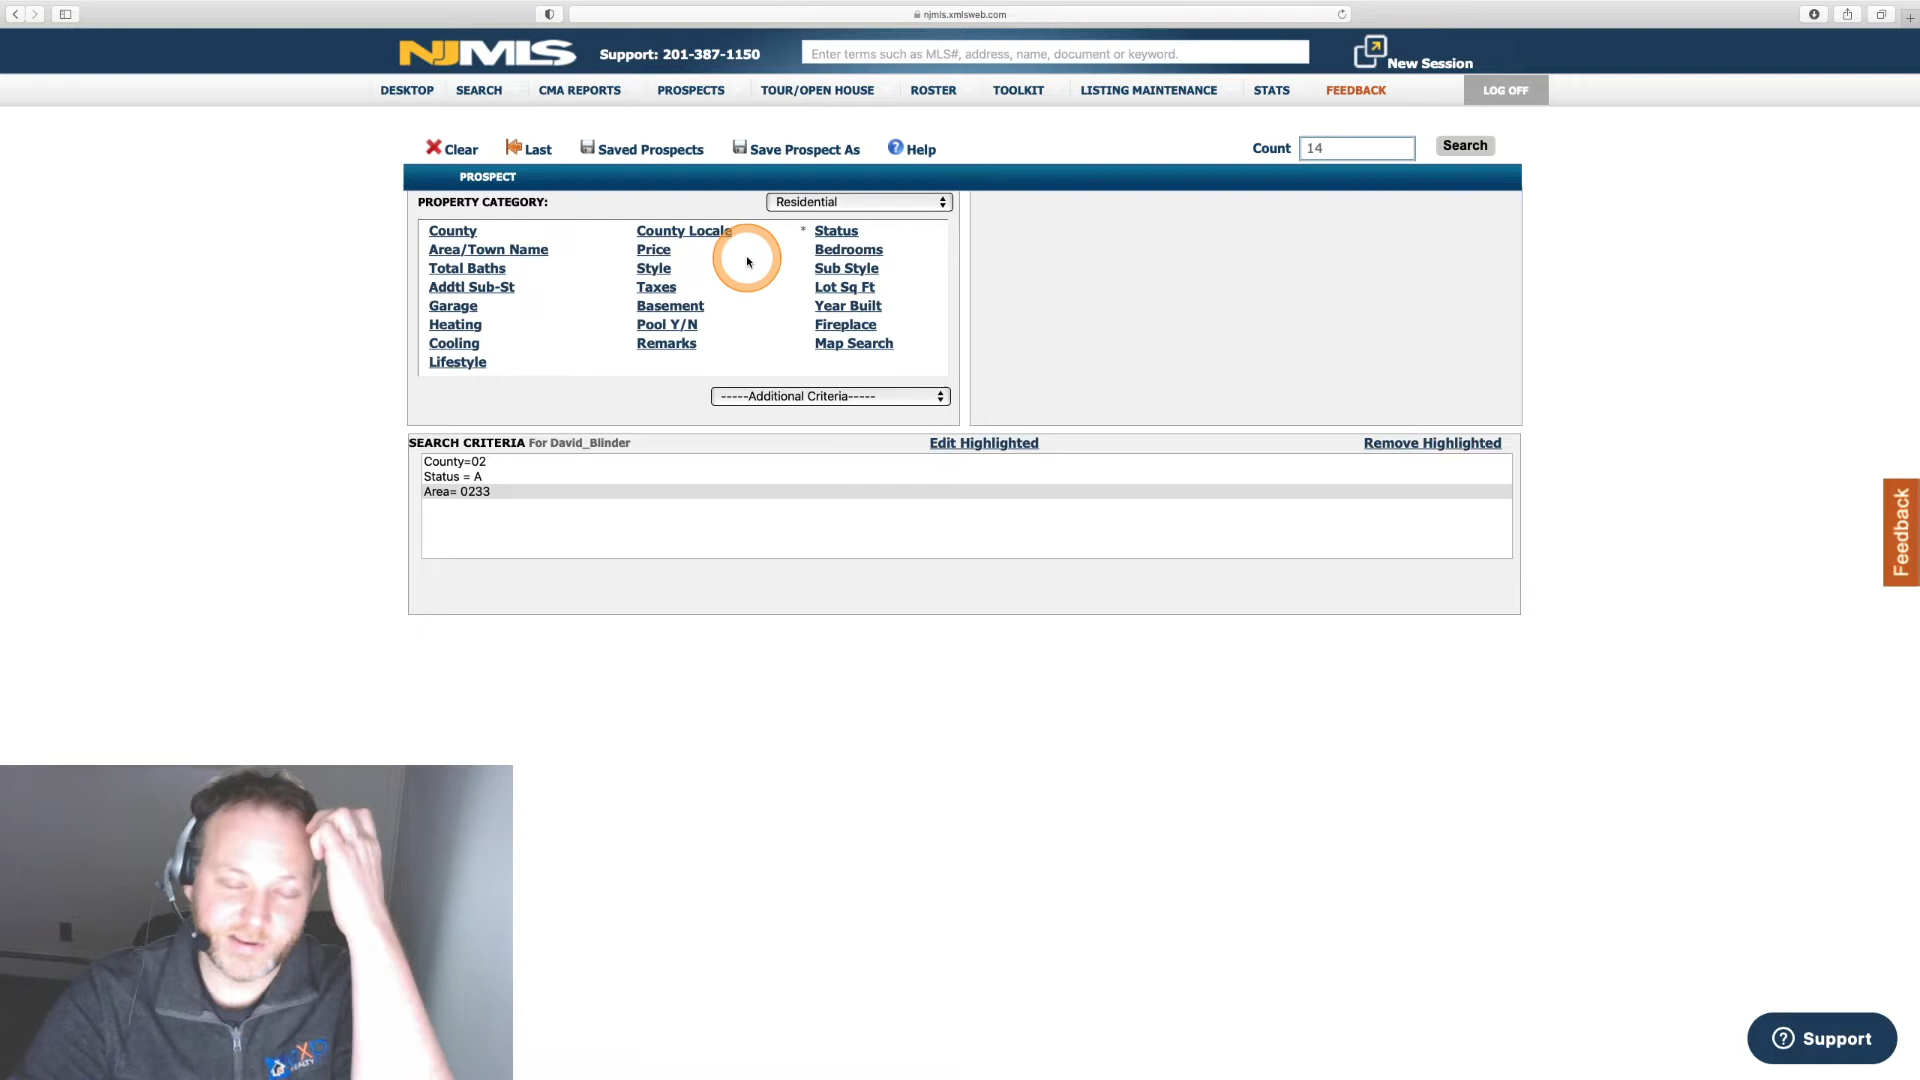 njmls.xmlsweb.com
NJMLS
Support: 201-387-1150
Enter terms such as MLS#, address, name, document or keyword.
New Session
DESKTOP SEARCH CMA REPORTS PROSPECTS TOUR/OPEN HOUSE ROSTER TOOLKIT LISTING MAINTENANCE STATS FEEDBACK LOG OFF
Clear Last Saved Prospects Save Prospect As Help Count 14 Search
PROSPECT
PROPERTY CATEGORY: Residential
County County Locale * Status
Area/Town Name Price Bedrooms
Total Baths Style Sub Style
Addtl Sub-St Taxes Lot Sq Ft
Garage Basement Year Built
Heating Pool Y/N Fireplace
Cooling Remarks Map Search
Lifestyle
-----Additional Criteria-----
SEARCH CRITERIA For David_Blinder Edit Highlighted Remove Highlighted
County=02
Status = A
Area= 0233
Feedback
eXp
REALTY
Support